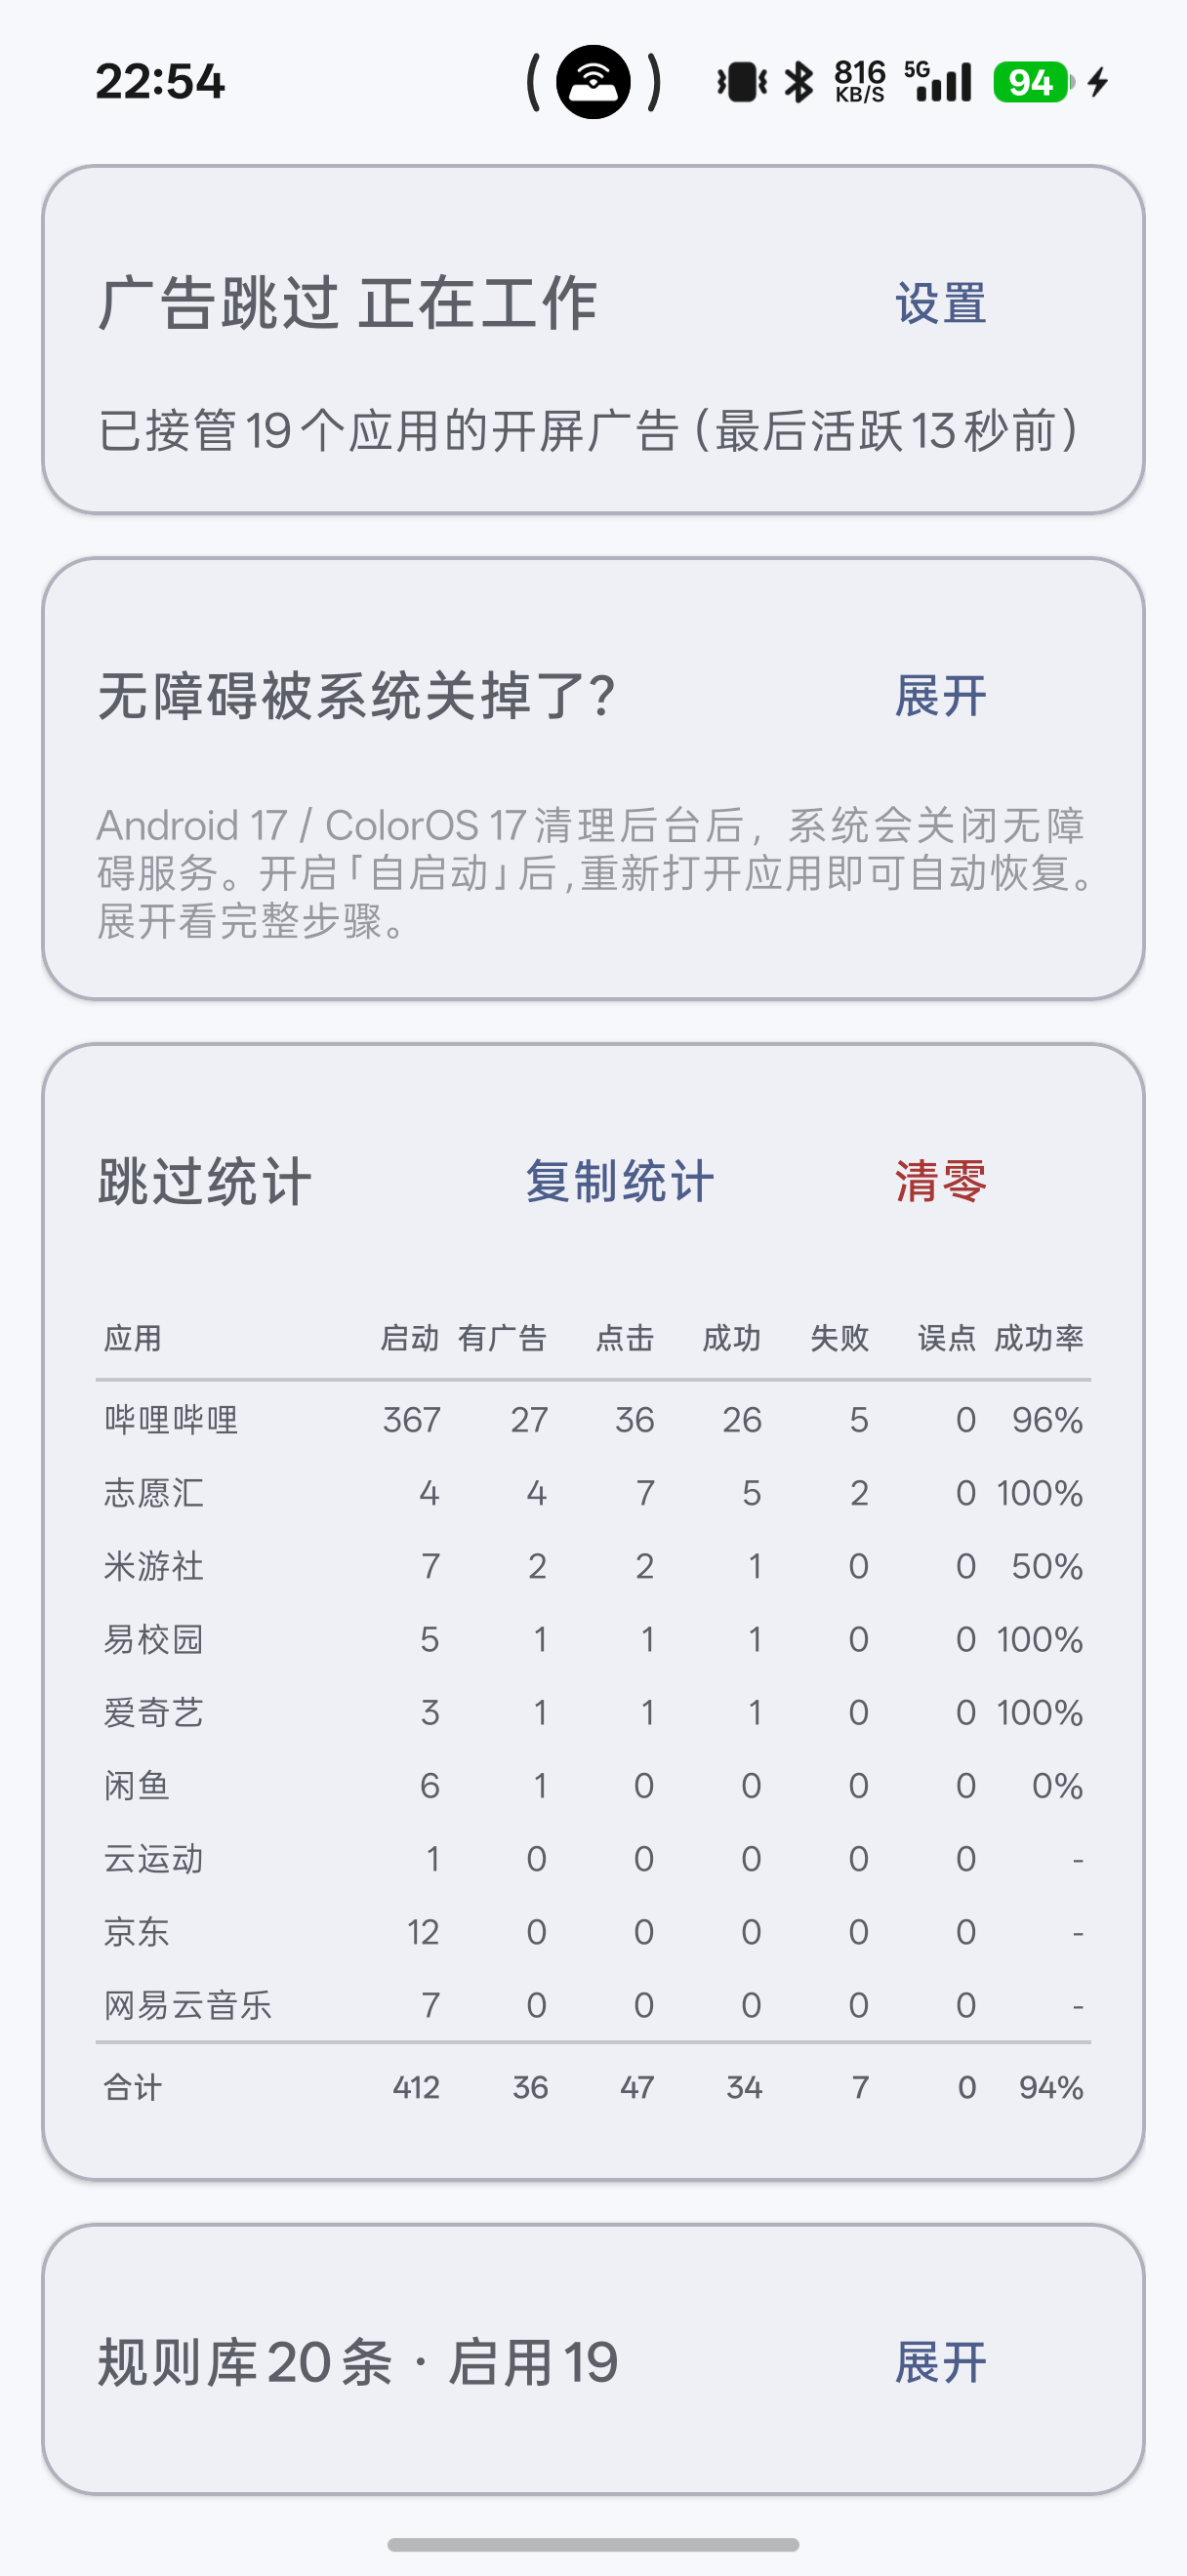 22:54
816 KB/S 5G 94
广告跳过 正在工作 设置
已接管19个应用的开屏广告（最后活跃13秒前）
无障碍被系统关掉了？ 展开
Android 17 / ColorOS 17清理后台后，系统会关闭无障
碍服务。开启「自启动」后，重新打开应用即可自动恢复。
展开看完整步骤。
跳过统计 复制统计 清零
应用 启动 有广告 点击 成功 失败 误点 成功率
哔哩哔哩 367 27 36 26 5 0 96%
志愿汇 4 4 7 5 2 0 100%
米游社 7 2 2 1 0 0 50%
易校园 5 1 1 1 0 0 100%
爱奇艺 3 1 1 1 0 0 100%
闲鱼 6 1 0 0 0 0 0%
云运动 1 0 0 0 0 0 -
京东 12 0 0 0 0 0 -
网易云音乐 7 0 0 0 0 0 -
合计 412 36 47 34 7 0 94%
规则库20条 · 启用19 展开